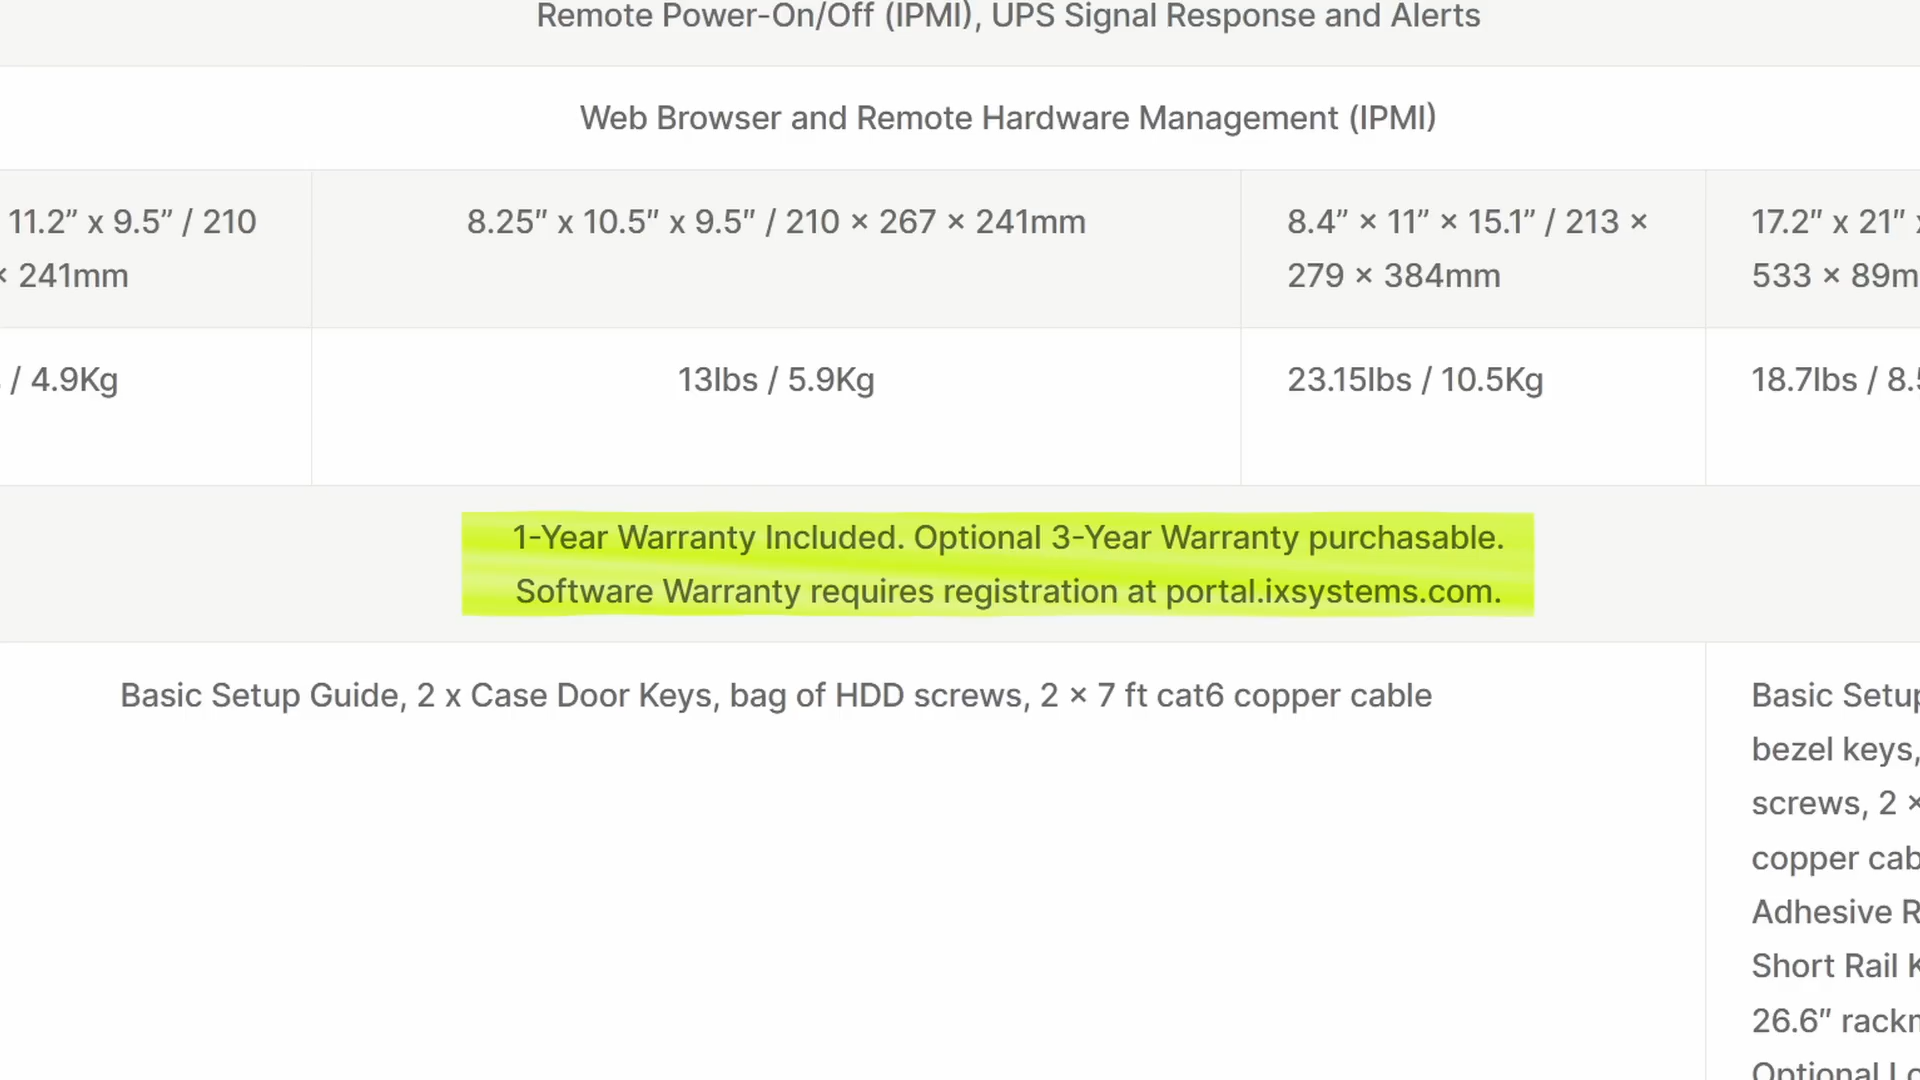 Remote Power-On/Off (IPMI), UPS Signal Response and Alerts
Web Browser and Remote Hardware Management (IPMI)
11.2” x 9.5” / 210
× 241mm
8.25″ x 10.5″ x 9.5″ / 210 × 267 × 241mm
8.4” × 11” × 15.1” / 213 ×
279 × 384mm
17.2″ x 21″
533 × 89m
/ 4.9Kg
13lbs / 5.9Kg
23.15lbs / 10.5Kg
18.7lbs / 8.5
1-Year Warranty Included. Optional 3-Year Warranty purchasable.
Software Warranty requires registration at portal.ixsystems.com.
Basic Setup Guide, 2 x Case Door Keys, bag of HDD screws, 2 × 7 ft cat6 copper cable
Basic Setup
bezel keys,
screws, 2 ×
copper cab
Adhesive R
Short Rail K
26.6″ rackm
Optional Lo